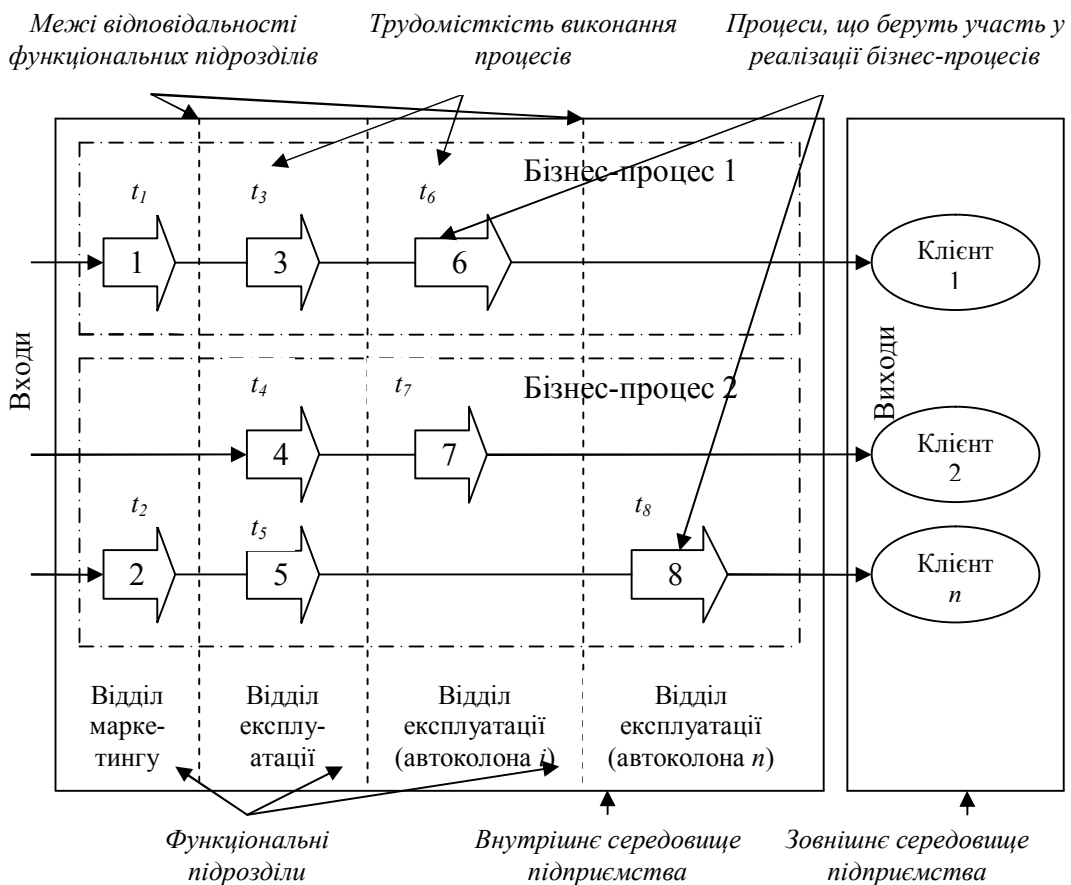 Межі відповідальності
функціональних підрозділів
Трудомісткість виконання
процесів
Процеси, що беруть участь у
реалізації бізнес-процесів
Бізнес-процес 1
t1
t3
t6
1
3
6
Клієнт
1
Входи
Виходи
Бізнес-процес 2
t4
t7
4
7
Клієнт
2
t2
t5
t8
2
5
8
Клієнт
n
Відділ
марке-
тингу
Відділ
експлу-
атації
Відділ
експлуатації
(автоколона i)
Відділ
експлуатації
(автоколона n)
Функціональні
підрозділи
Внутрішнє середовище
підприємства
Зовнішнє середовище
підприємства